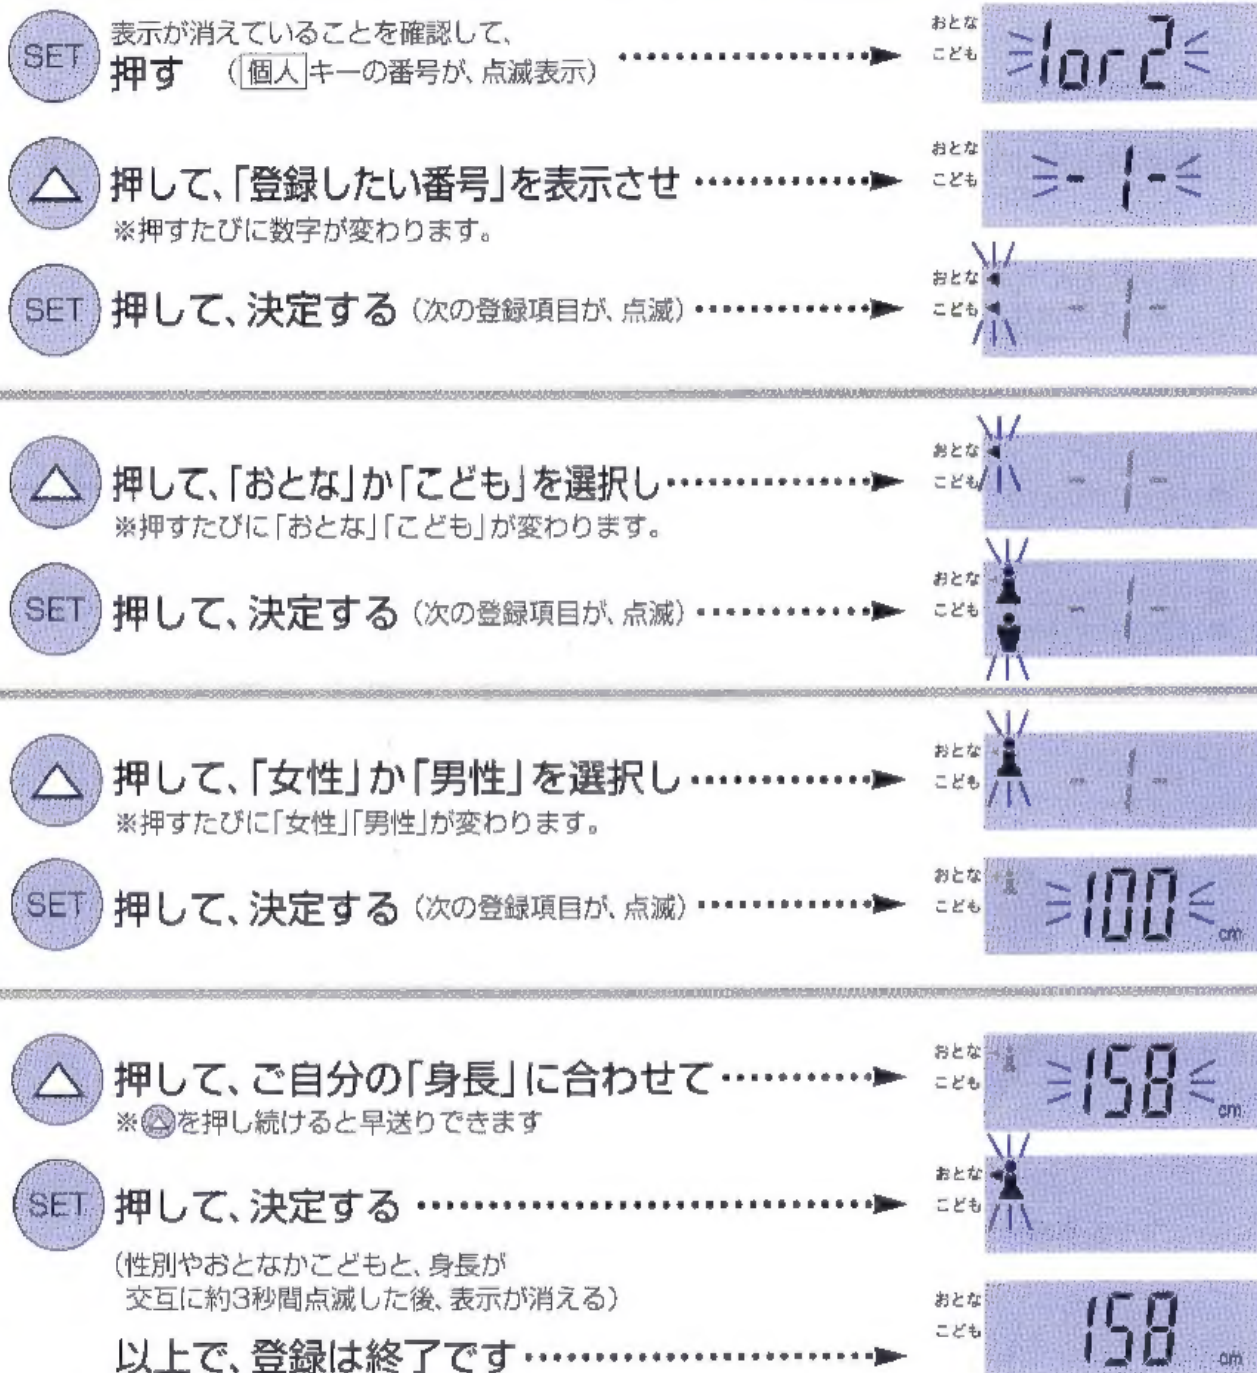 SET 表示が消えていることを確認して、
押す （個人キーの番号が、点滅表示）
おとな
こども
1or2
△ 押して、「登録したい番号」を表示させ
※押すたびに数字が変わります。
おとな
こども
-1-
SET 押して、決定する（次の登録項目が、点滅）
おとな
こども
-1-
△ 押して、「おとな」か「こども」を選択し
※押すたびに「おとな」「こども」が変わります。
おとな
こども
-1-
SET 押して、決定する（次の登録項目が、点滅）
おとな
こども
-1-
△ 押して、「女性」か「男性」を選択し
※押すたびに「女性」「男性」が変わります。
おとな
こども
-1-
SET 押して、決定する（次の登録項目が、点滅）
おとな
こども
100 cm
△ 押して、ご自分の「身長」に合わせて
※△を押し続けると早送りできます
おとな
こども
158 cm
SET 押して、決定する
おとな
こども
（性別やおとなかこどもと、身長が
交互に約3秒間点滅した後、表示が消える）
以上で、登録は終了です
おとな
こども
158 cm